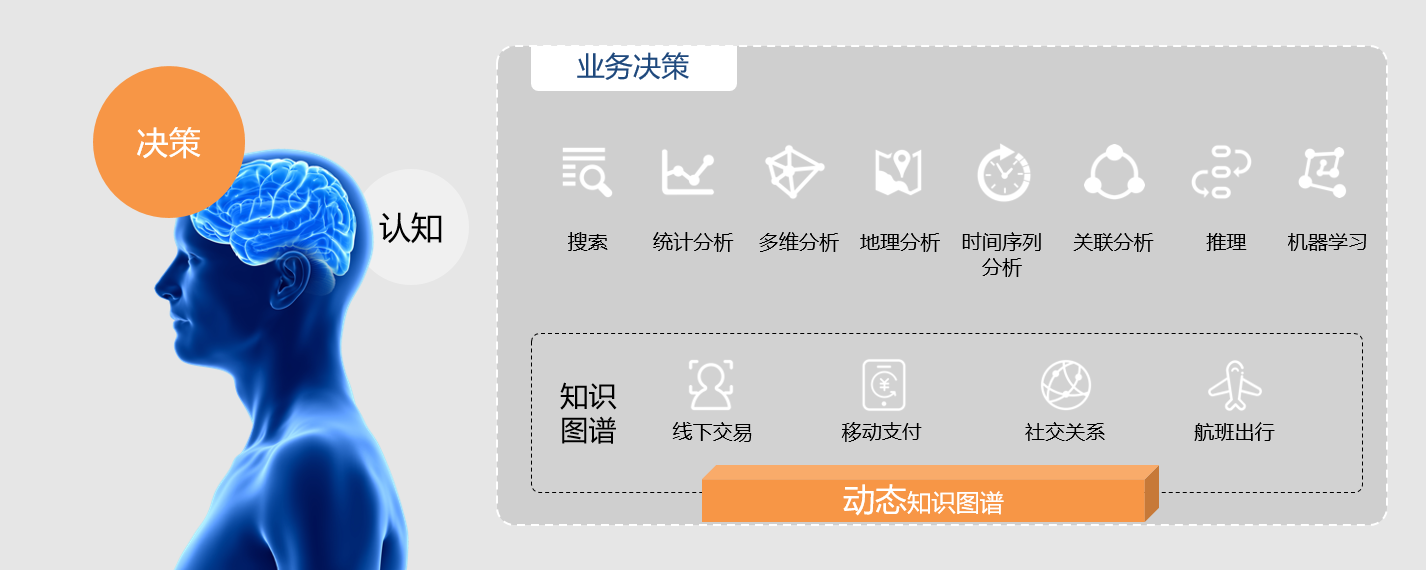 决策
认知
业务决策
搜索
统计分析
多维分析
地理分析
时间序列
分析
关联分析
推理
机器学习
知识
图谱
线下交易
移动支付
社交关系
航班出行
动态知识图谱